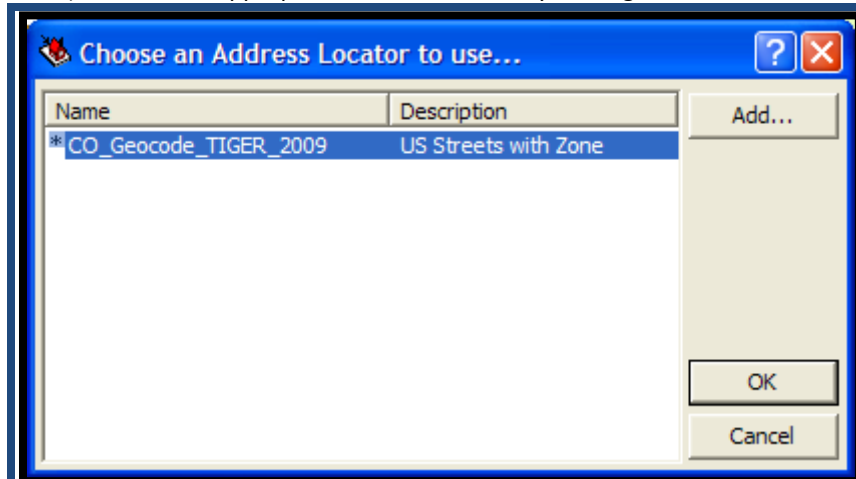 Choose an Address Locator to use...
Name Description Add...
* CO_Geocode_TIGER_2009 US Streets with Zone
OK
Cancel